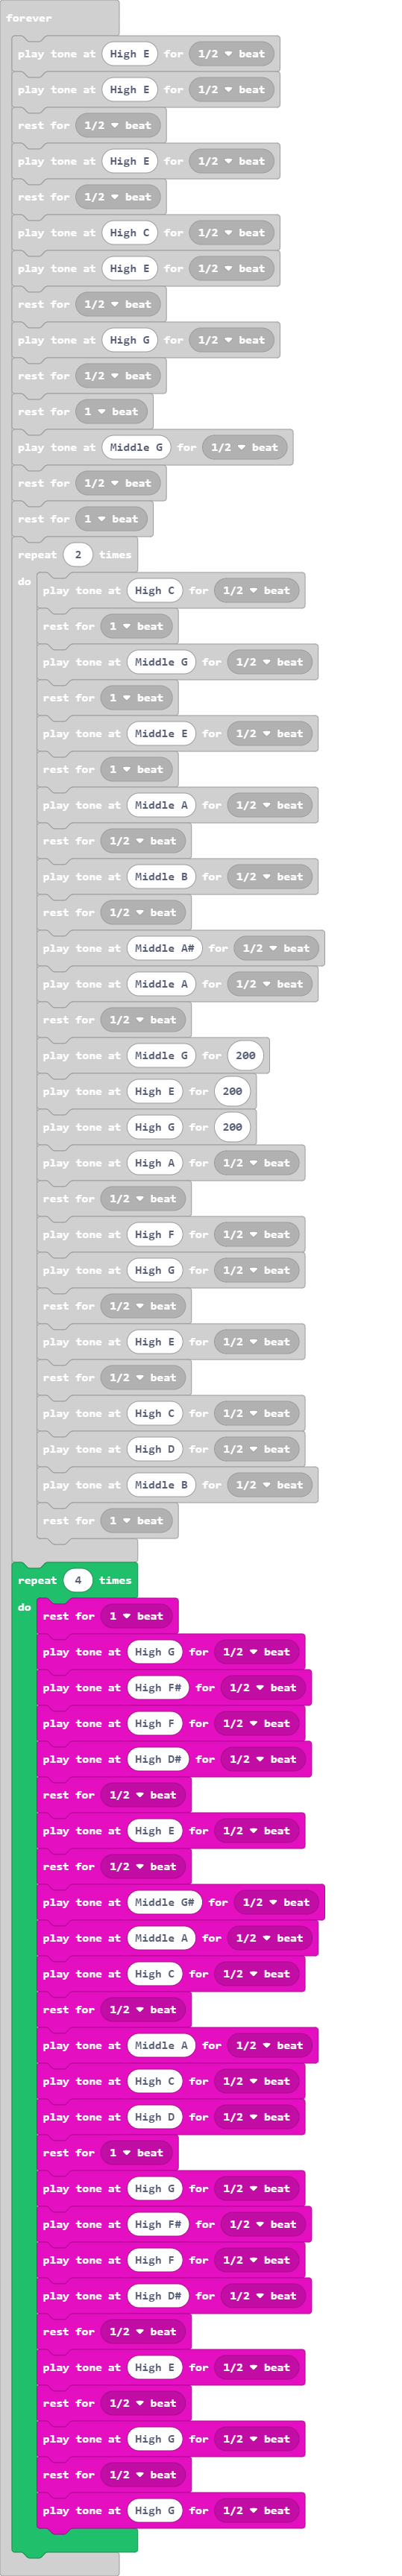 forever
play tone at High E for 1/2 beat
play tone at High E for 1/2 beat
rest for 1/2 beat
play tone at High E for 1/2 beat
rest for 1/2 beat
play tone at High C for 1/2 beat
play tone at High E for 1/2 beat
rest for 1/2 beat
play tone at High G for 1/2 beat
rest for 1/2 beat
rest for 1 beat
play tone at Middle G for 1/2 beat
rest for 1/2 beat
rest for 1 beat
repeat 2 times
do
play tone at High C for 1/2 beat
rest for 1 beat
play tone at Middle G for 1/2 beat
rest for 1 beat
play tone at Middle E for 1/2 beat
rest for 1 beat
play tone at Middle A for 1/2 beat
rest for 1/2 beat
play tone at Middle B for 1/2 beat
rest for 1/2 beat
play tone at Middle A# for 1/2 beat
play tone at Middle A for 1/2 beat
rest for 1/2 beat
play tone at Middle G for 200
play tone at High E for 200
play tone at High G for 200
play tone at High A for 1/2 beat
rest for 1/2 beat
play tone at High F for 1/2 beat
play tone at High G for 1/2 beat
rest for 1/2 beat
play tone at High E for 1/2 beat
rest for 1/2 beat
play tone at High C for 1/2 beat
play tone at High D for 1/2 beat
play tone at Middle B for 1/2 beat
rest for 1 beat
repeat 4 times
do
rest for 1 beat
play tone at High G for 1/2 beat
play tone at High F# for 1/2 beat
play tone at High F for 1/2 beat
play tone at High D# for 1/2 beat
rest for 1/2 beat
play tone at High E for 1/2 beat
rest for 1/2 beat
play tone at Middle G# for 1/2 beat
play tone at Middle A for 1/2 beat
play tone at High C for 1/2 beat
rest for 1/2 beat
play tone at Middle A for 1/2 beat
play tone at High C for 1/2 beat
play tone at High D for 1/2 beat
rest for 1 beat
play tone at High G for 1/2 beat
play tone at High F# for 1/2 beat
play tone at High F for 1/2 beat
play tone at High D# for 1/2 beat
rest for 1/2 beat
play tone at High E for 1/2 beat
rest for 1/2 beat
play tone at High G for 1/2 beat
rest for 1/2 beat
play tone at High G for 1/2 beat